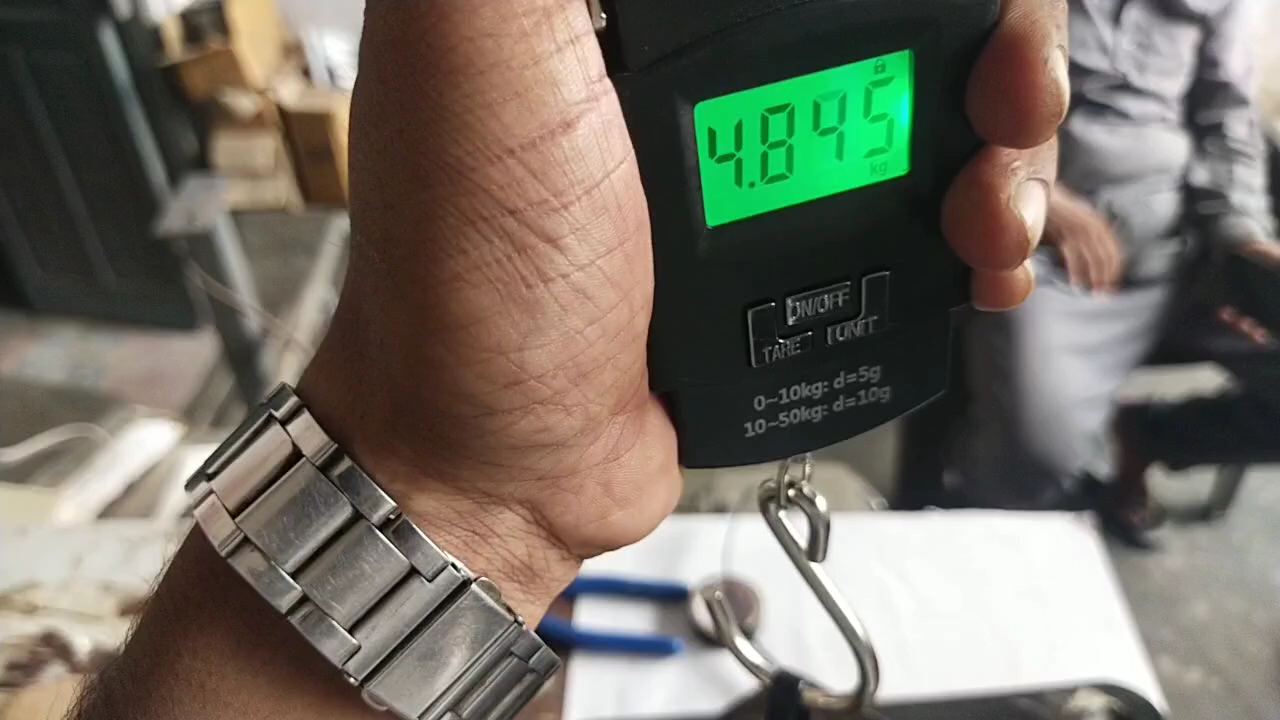 4.845
kg
ON/OFF
TARE UNIT
0~10kg: d=5g
10~50kg: d=10g